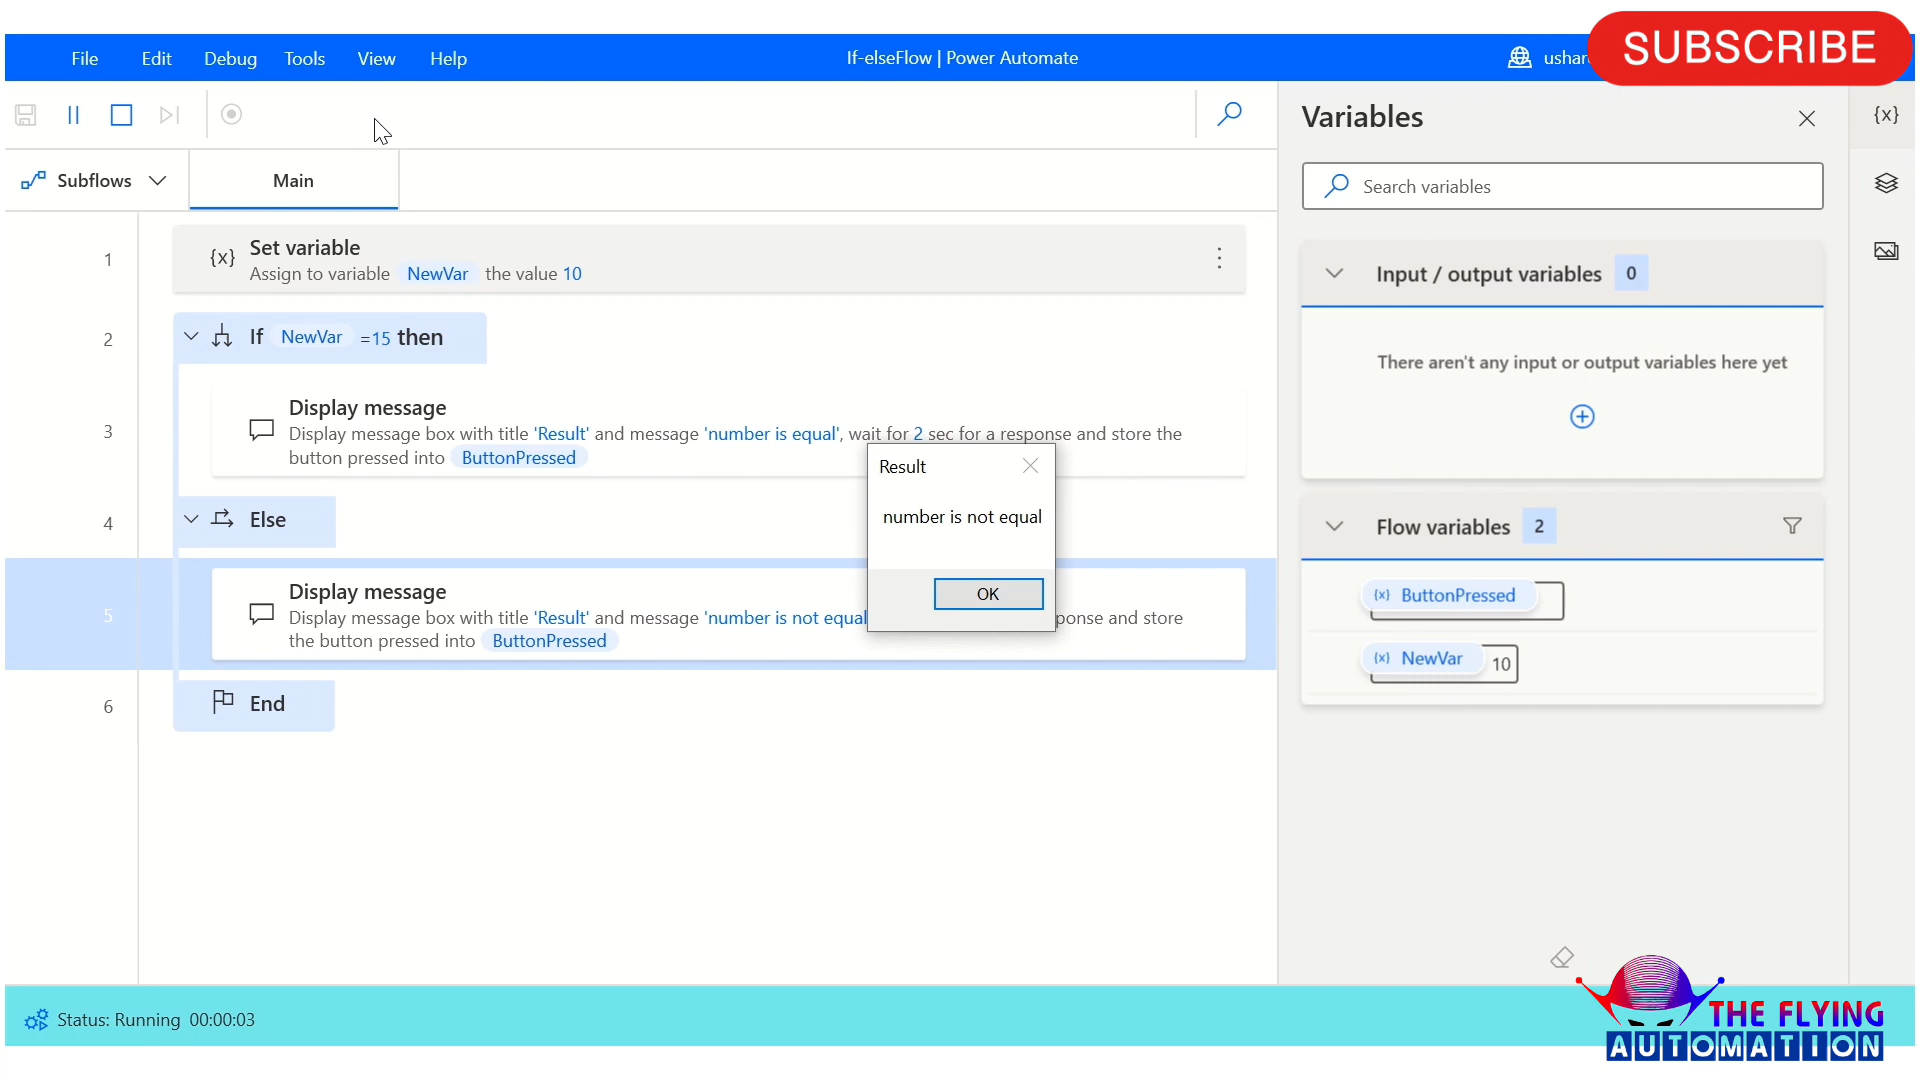 File Edit Debug Tools View Help
If-elseFlow | Power Automate
SUBSCRIBE
Subflows
Main
1
{x} Set variable
Assign to variable NewVar the value 10
2
If NewVar =15 then
3
Display message
Display message box with title 'Result' and message 'number is equal', wait for 2 sec for a response and store the
button pressed into ButtonPressed
4
Else
5
Display message
Display message box with title 'Result' and message 'number is not equal
ponse and store
the button pressed into ButtonPressed
6
End
Result
number is not equal
OK
Variables
{x}
Search variables
Input / output variables 0
There aren't any input or output variables here yet
Flow variables 2
{x} ButtonPressed
{x} NewVar 10
Status: Running 00:00:03
THE FLYING
AUTOMATION